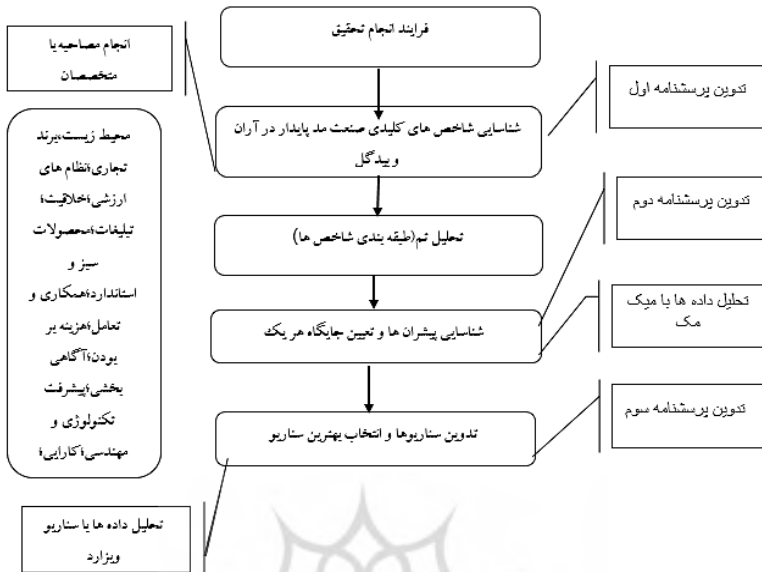 فرایند انجام تحقیق
انجام مصاحبه با
متخصصان
تدوین پرسشنامه اول
شناسایی شاخص های کلیدی صنعت مد پایدار در آران
و بیدگل
محیط زیست،برند
تجاری؛نظام های
ارزشی؛خلاقیت؛
تبلیغات؛محصولات
سبز و
استاندارد؛همکاری و
تعامل؛هزینه بر
بودن؛آگاهی
بخشی؛پیشرفت
تکنولوژی و
مهندسی؛کارایی؛
تدوین پرسشنامه دوم
تحلیل تم(طبقه بندی شاخص ها)
تحلیل داده ها با میک
مک
شناسایی پیشران ها و تعیین جایگاه هر یک
تدوین پرسشنامه سوم
تدوین سناریوها و انتخاب بهترین سناریو
تحلیل داده ها با سناریو
ویزارد